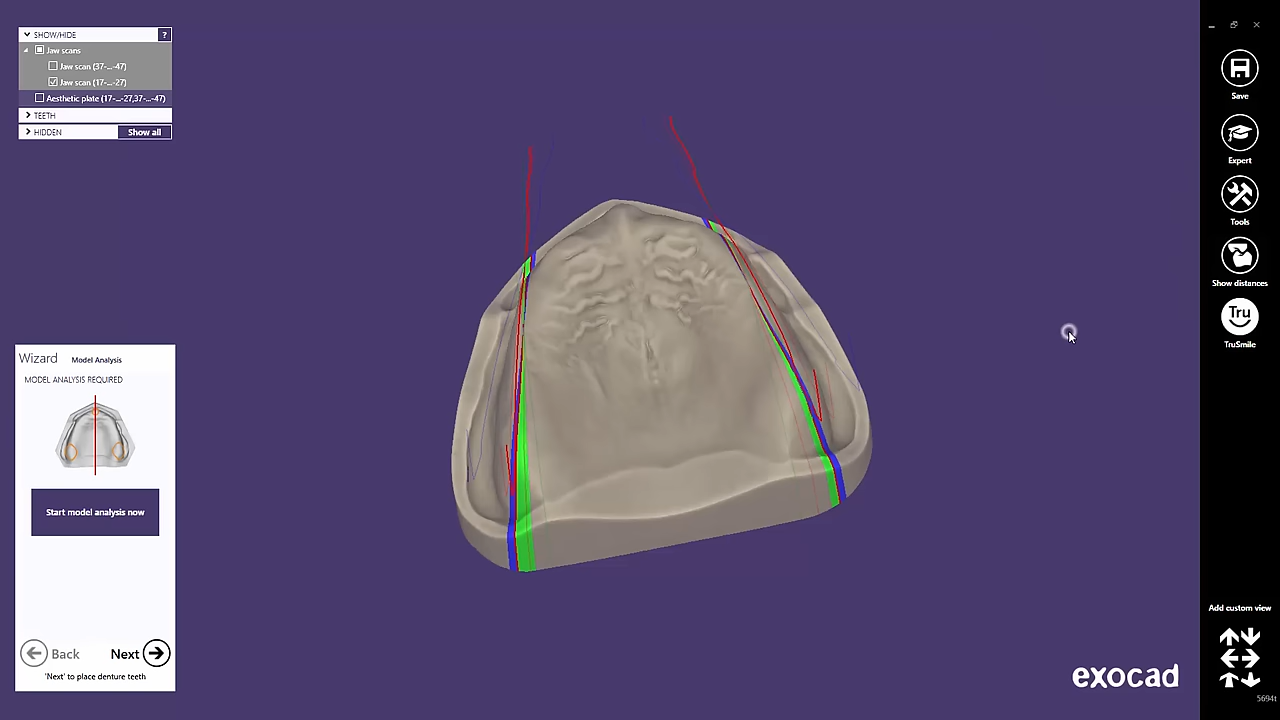 SHOW/HIDE ?
Jaw scans
Jaw scan (37-...-47)
Jaw scan (17-...-27)
Aesthetic plate (17-...-27,37-...-47)
TEETH
HIDDEN Show all
Wizard Model Analysis
MODEL ANALYSIS REQUIRED
Start model analysis now
Back Next
'Next' to place denture teeth
Save
Expert
Tools
Show distances
Tru
TruSmile
Add custom view
exocad
5694t